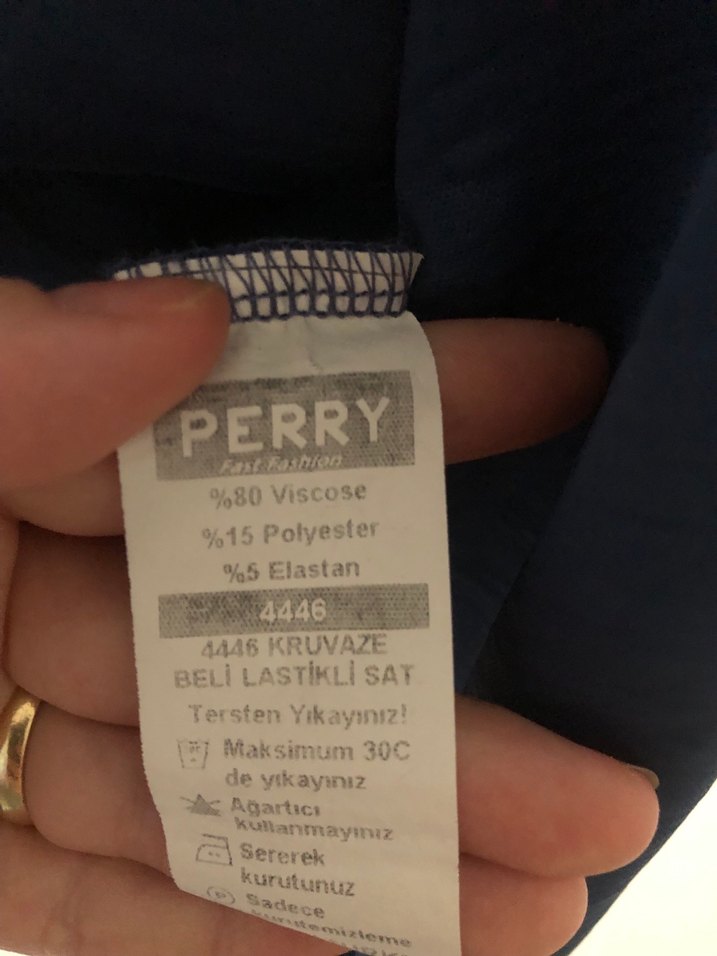 PERRY
Fast Fashion
%80 Viscose
%15 Polyester
%5 Elastan
4446
4446 KRUVAZE
BELİ LASTİKLİ SAT
Tersten Yıkayınız!
Maksimum 30C
de yıkayınız
Ağartıcı
kullanmayınız
Sererek
kurutunuz
P Sadece
kurutemizleme